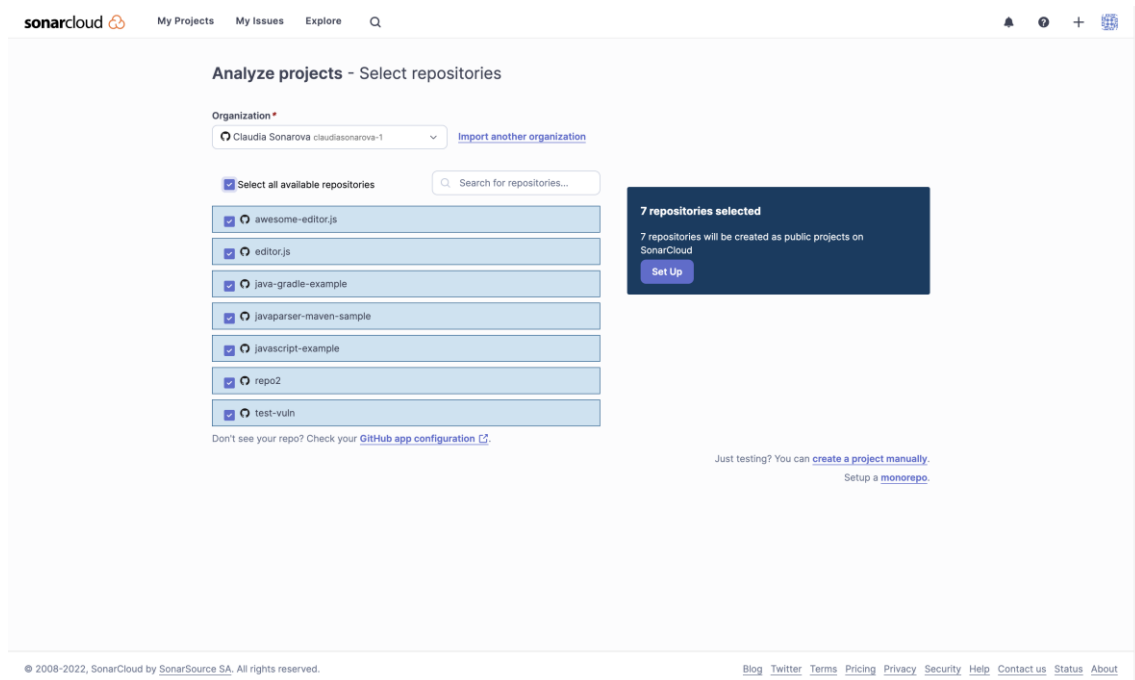 sonarcloud My Projects My Issues Explore
Analyze projects - Select repositories
Organization*
Claudia Sonarova claudiasonarova-1 Import another organization
Select all available repositories Search for repositories...
awesome-editor.js
editor.js
java-gradle-example
javaparser-maven-sample
javascript-example
repo2
test-vuln
Don't see your repo? Check your GitHub app configuration.
7 repositories selected
7 repositories will be created as public projects on
SonarCloud
Set Up
Just testing? You can create a project manually.
Setup a monorepo.
© 2008-2022, SonarCloud by SonarSource SA. All rights reserved. Blog Twitter Terms Pricing Privacy Security Help Contact us Status About